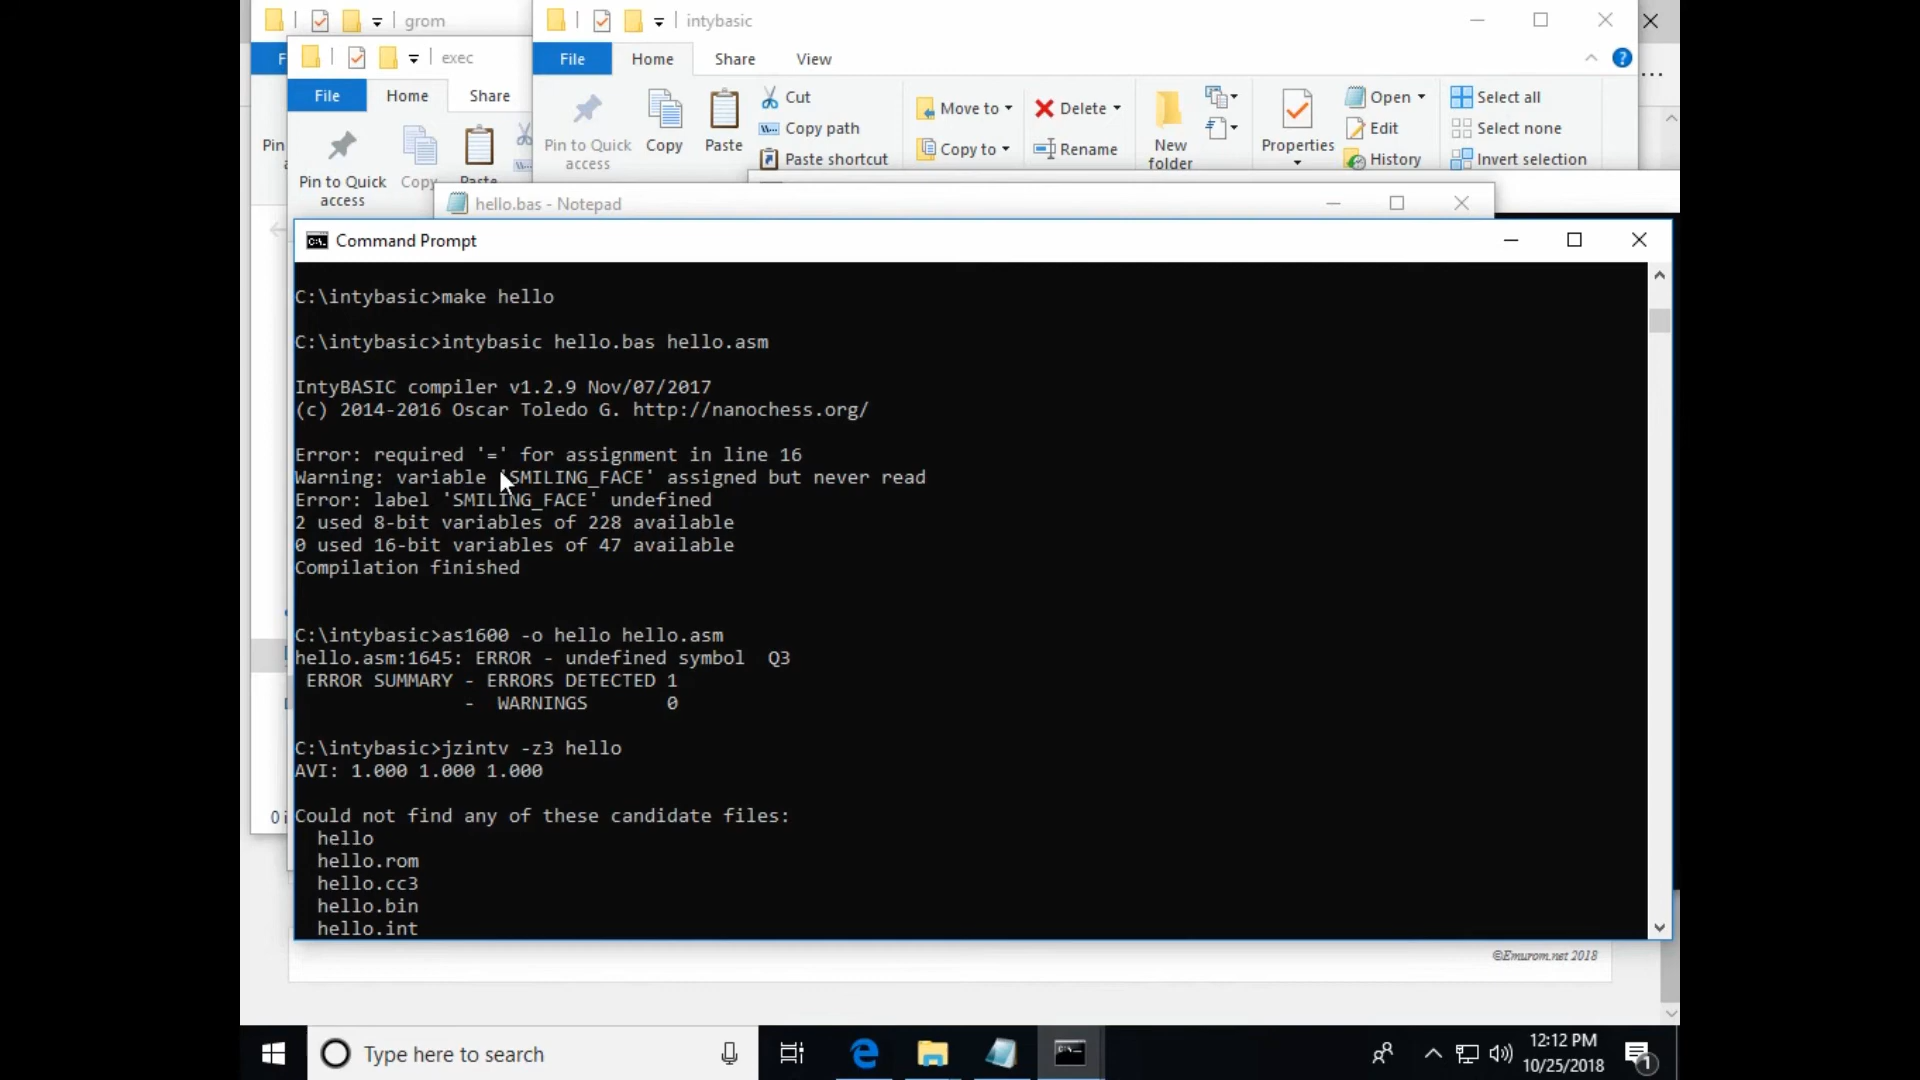 grom
intybasic
exec
File
Home
Share
View
File
Home
Share
Pin to Quick access
Copy
Paste
Cut
Copy path
Paste shortcut
Move to
Copy to
Delete
Rename
New folder
Properties
Open
Edit
History
Select all
Select none
Invert selection
Pin
Pin to Quick access
Copy
Paste
hello.bas - Notepad
Command Prompt
C:\intybasic>make hello
C:\intybasic>intybasic hello.bas hello.asm
IntyBASIC compiler v1.2.9 Nov/07/2017
(c) 2014-2016 Oscar Toledo G. http://nanochess.org/
Error: required '=' for assignment in line 16
Warning: variable 'SMILING_FACE' assigned but never read
Error: label 'SMILING_FACE' undefined
2 used 8-bit variables of 228 available
0 used 16-bit variables of 47 available
Compilation finished
C:\intybasic>as1600 -o hello hello.asm
hello.asm:1645: ERROR - undefined symbol  Q3
ERROR SUMMARY - ERRORS DETECTED 1
-  WARNINGS       0
C:\intybasic>jzintv -z3 hello
AVI: 1.000 1.000 1.000
Could not find any of these candidate files:
hello
hello.rom
hello.cc3
hello.bin
hello.int
0 i
©Emurom.net 2018
Type here to search
12:12 PM
10/25/2018
1